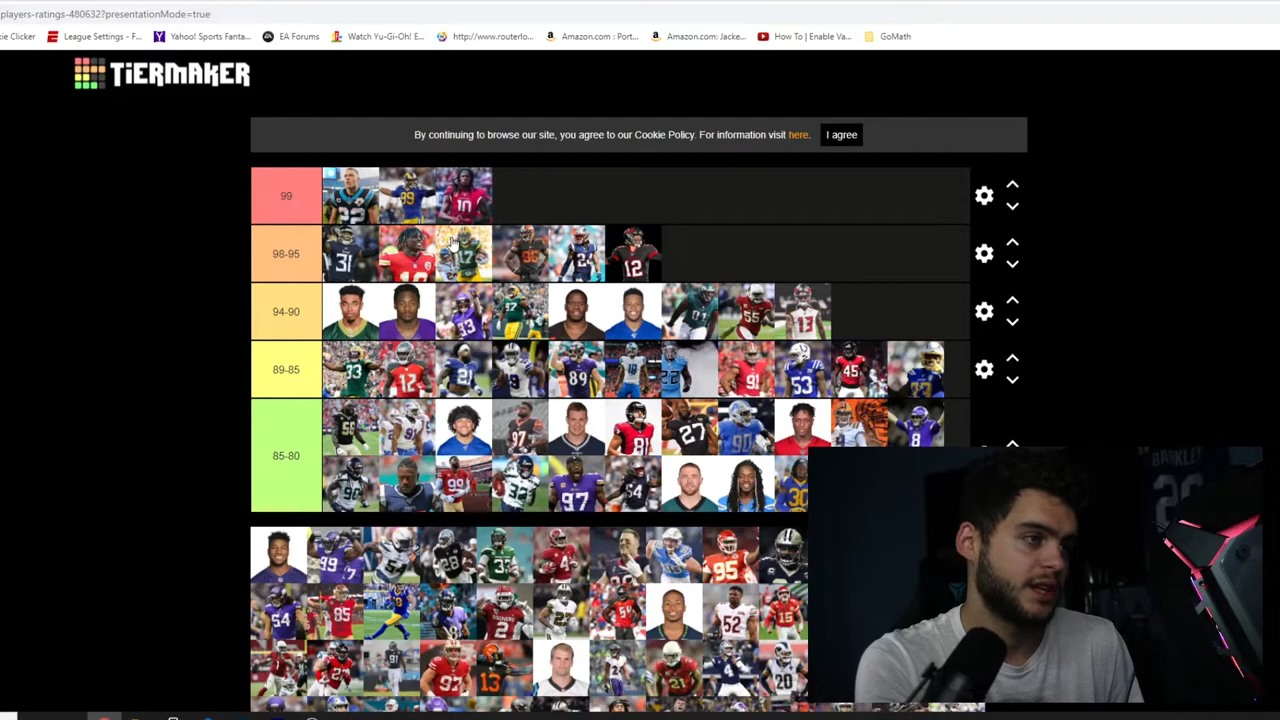 players-ratings-480632?presentationMode=true
ie Clicker League Settings - F... Yahoo! Sports Fanta... EA Forums Watch Yu-Gi-Oh! E... http://www.routerlo... Amazon.com : Port... Amazon.com: Jacke... How To | Enable Va... GoMath
TiERMAKER
By continuing to browse our site, you agree to our Cookie Policy. For information visit here. I agree
99
98-95
94-90
89-85
85-80
BARKLEY